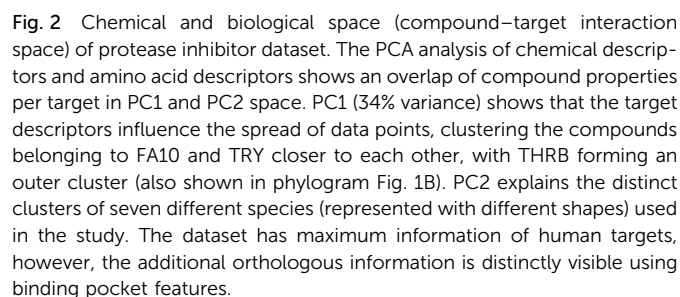 Fig. 2 Chemical and biological space (compound–target interaction
space) of protease inhibitor dataset. The PCA analysis of chemical descrip-
tors and amino acid descriptors shows an overlap of compound properties
per target in PC1 and PC2 space. PC1 (34% variance) shows that the target
descriptors influence the spread of data points, clustering the compounds
belonging to FA10 and TRY closer to each other, with THRB forming an
outer cluster (also shown in phylogram Fig. 1B). PC2 explains the distinct
clusters of seven different species (represented with different shapes) used
in the study. The dataset has maximum information of human targets,
however, the additional orthologous information is distinctly visible using
binding pocket features.